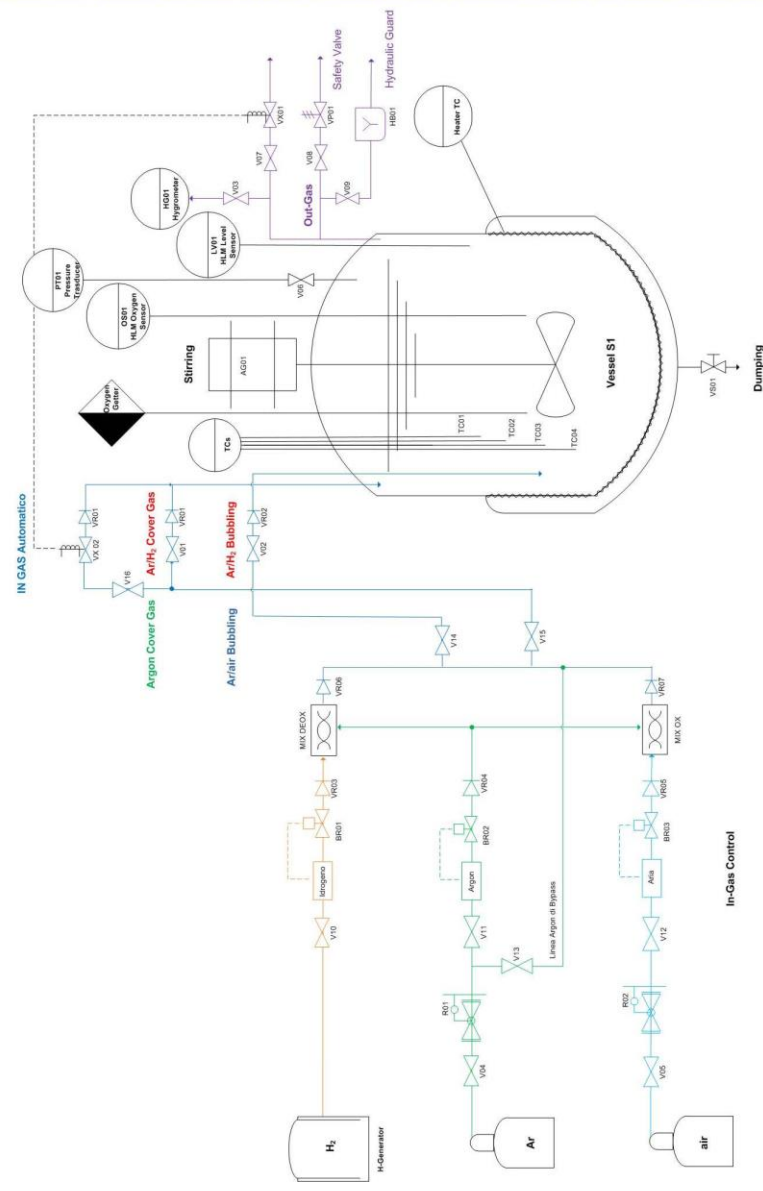 IN GAS Automatico
VX 02
VR01
Oxygen
Getter
PT01
Pressure
Trasducer
HG01
Hygrometer
OS01
HLM Oxygen
Sensor
LV01
HLM Level
Sensor
V03
V07
VX01
Safety Valve
V16
Argon Cover Gas
Ar/H2 Cover Gas
V01
VR01
TCs
Stirring
AG01
V06
Out-Gas
V08
VP01
V09
HB01
Hydraulic Guard
Ar/air Bubbling
Ar/H2 Bubbling
V02
VR02
Heater TC
TC01
TC02
TC03
TC04
Vessel S1
VS01
Dumping
H2
H-Generator
V10
Idrogeno
BR01
VR03
MIX DEOX
VR06
V14
V15
R01
Ar
V04
V11
Argon
BR02
VR04
V13
Linea Argon di Bypass
R02
air
V05
V12
Aria
BR03
VR05
MIX OX
VR07
In-Gas Control